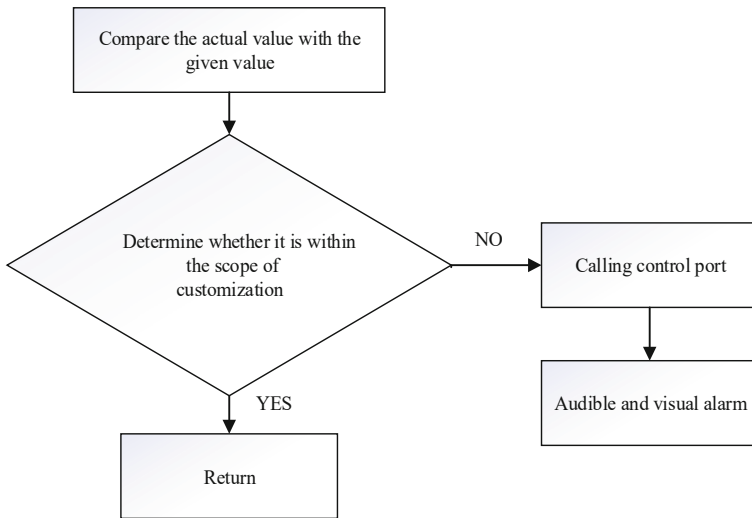 Compare the actual value with the
given value
Determine whether it is within
the scope of
customization
NO
Calling control port
Audible and visual alarm
YES
Return